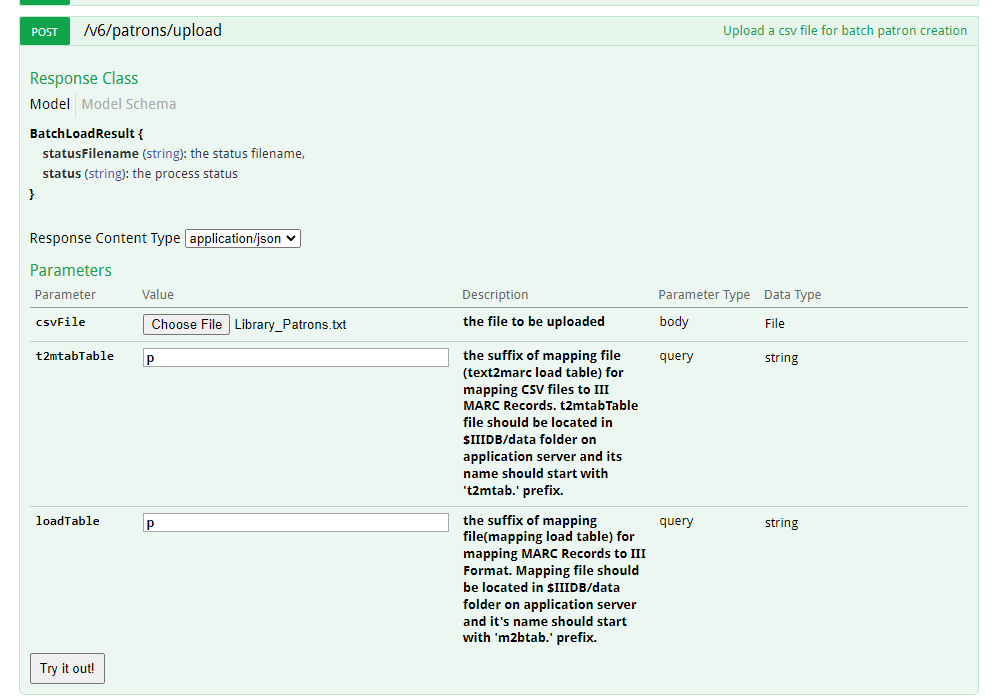 POST /v6/patrons/upload Upload a csv file for batch patron creation
Response Class
Model Model Schema
BatchLoadResult {
statusFilename (string): the status filename,
status (string): the process status
}
Response Content Type application/json
Parameters
Parameter Value Description Parameter Type Data Type
csvFile Choose File Library_Patrons.txt the file to be uploaded body File
t2mtabTable p the suffix of mapping file query string
(text2marc load table) for
mapping CSV files to III
MARC Records. t2mtabTable
file should be located in
$IIIDB/data folder on
application server and its
name should start with
't2mtab.' prefix.
loadTable p the suffix of mapping query string
file(mapping load table) for
mapping MARC Records to III
Format. Mapping file should
be located in $IIIDB/data
folder on application server
and it's name should start
with 'm2btab.' prefix.
Try it out!